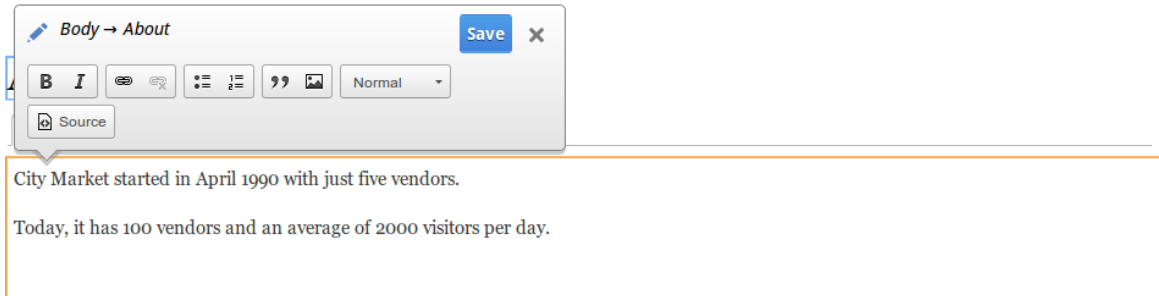 Body → About
Save
B I
Normal
Source
City Market started in April 1990 with just five vendors.
Today, it has 100 vendors and an average of 2000 visitors per day.